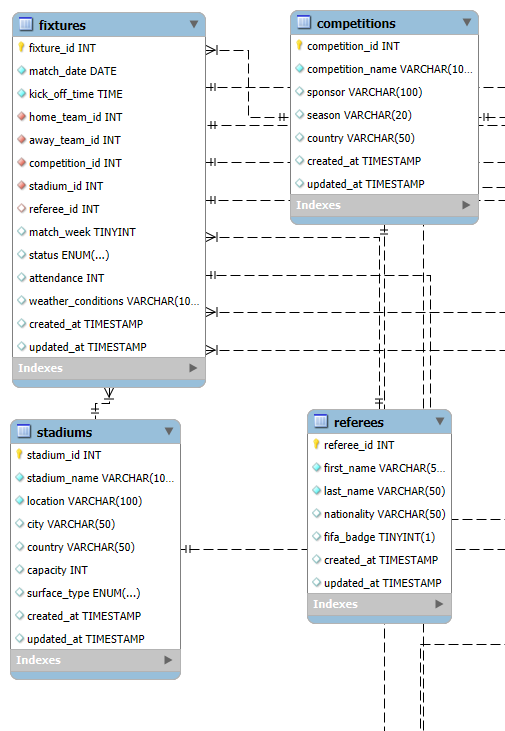 fixtures
fixture_id INT
match_date DATE
kick_off_time TIME
home_team_id INT
away_team_id INT
competition_id INT
stadium_id INT
referee_id INT
match_week TINYINT
status ENUM(...)
attendance INT
weather_conditions VARCHAR(10...
created_at TIMESTAMP
updated_at TIMESTAMP
Indexes
competitions
competition_id INT
competition_name VARCHAR(10...
sponsor VARCHAR(100)
season VARCHAR(20)
country VARCHAR(50)
created_at TIMESTAMP
updated_at TIMESTAMP
Indexes
stadiums
stadium_id INT
stadium_name VARCHAR(10...
location VARCHAR(100)
city VARCHAR(50)
country VARCHAR(50)
capacity INT
surface_type ENUM(...)
created_at TIMESTAMP
updated_at TIMESTAMP
Indexes
referees
referee_id INT
first_name VARCHAR(5...
last_name VARCHAR(50)
nationality VARCHAR(50)
fifa_badge TINYINT(1)
created_at TIMESTAMP
updated_at TIMESTAMP
Indexes